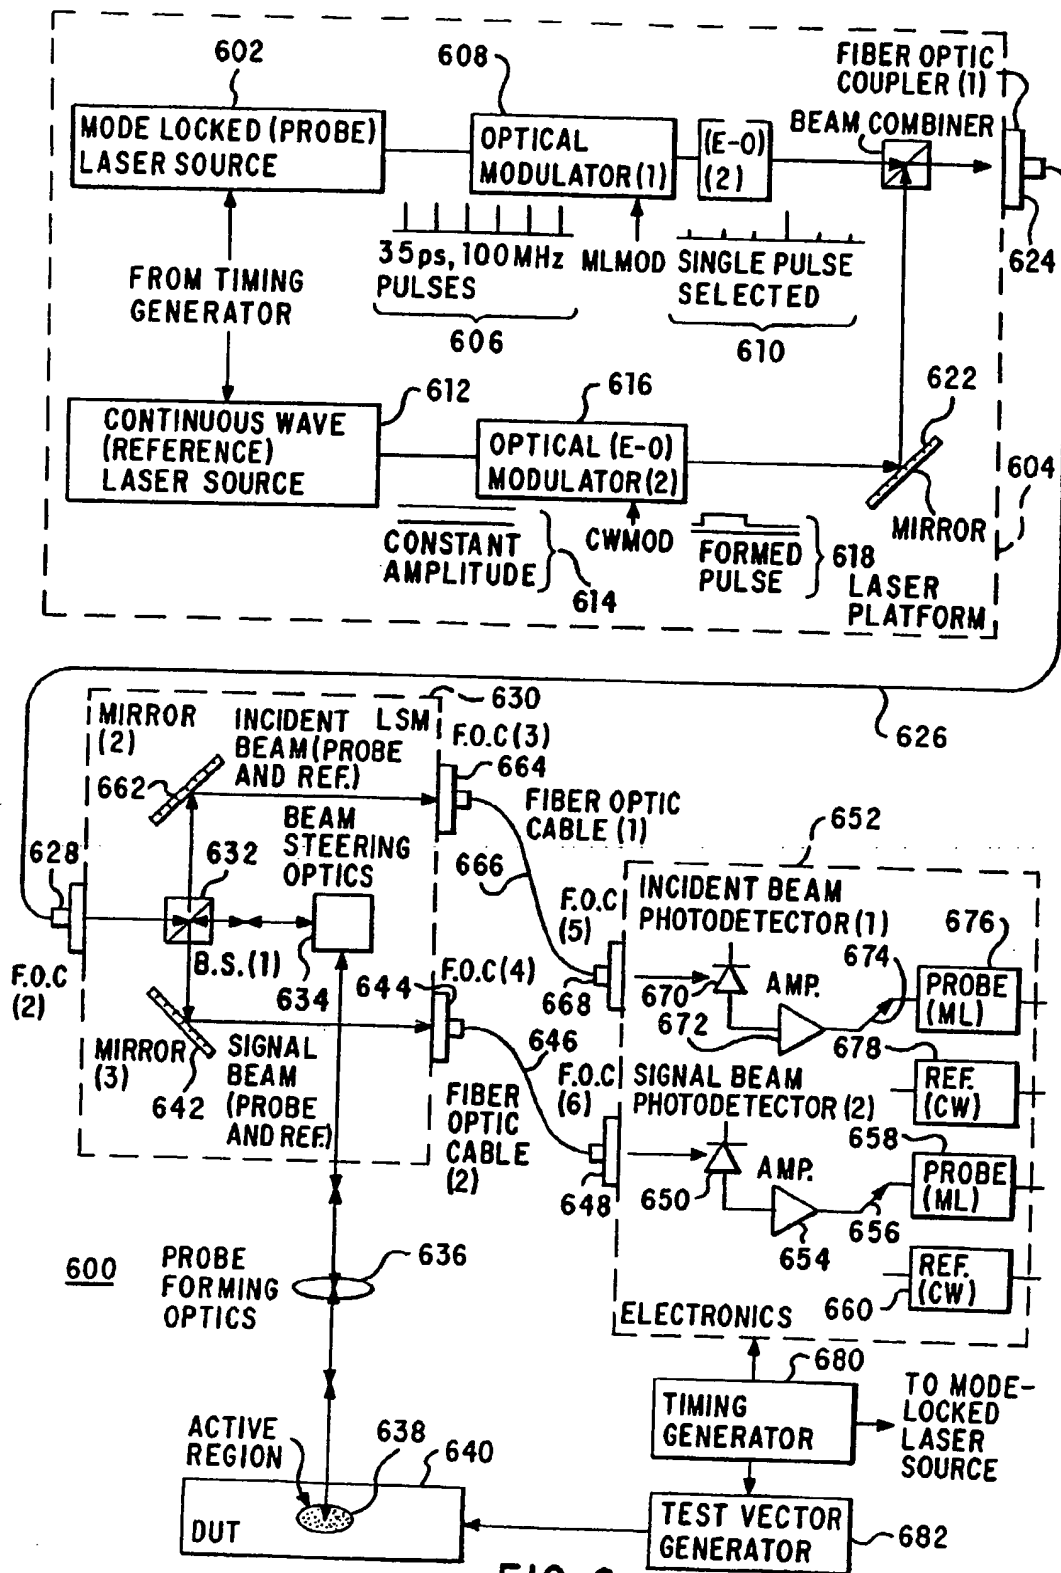 602
608
FIBER OPTIC
COUPLER (1)
MODE LOCKED (PROBE)
LASER SOURCE
OPTICAL
MODULATOR (1)
(E-O)
(2)
BEAM COMBINER
624
35ps, 100MHz
PULSES
606
MLMOD
SINGLE PULSE
SELECTED
610
FROM TIMING
GENERATOR
612
616
622
CONTINUOUS WAVE
(REFERENCE)
LASER SOURCE
OPTICAL (E-O)
MODULATOR (2)
604
MIRROR
CONSTANT
AMPLITUDE
614
CWMOD
FORMED
PULSE
618
LASER
PLATFORM
626
630
MIRROR
(2)
INCIDENT LSM
BEAM (PROBE
AND REF.)
F.O.C (3)
664
662
FIBER OPTIC
CABLE (1)
BEAM
STEERING
OPTICS
628
632
666
652
F.O.C
(2)
B.S. (1)
634
644
F.O.C (4)
F.O.C
(5)
668
INCIDENT BEAM
PHOTODETECTOR (1)
670
AMP.
672
674
676
PROBE
(ML)
MIRROR
(3)
642
SIGNAL
BEAM
(PROBE
AND REF.)
FIBER
OPTIC
CABLE
(2)
646
F.O.C
(6)
648
678
REF.
(CW)
SIGNAL BEAM
PHOTODETECTOR (2)
650
AMP.
654
656
658
PROBE
(ML)
660
REF.
(CW)
ELECTRONICS
600
PROBE
FORMING
OPTICS
636
680
TIMING
GENERATOR
TO MODE-
LOCKED
LASER
SOURCE
ACTIVE
REGION
638
640
DUT
TEST VECTOR
GENERATOR
682